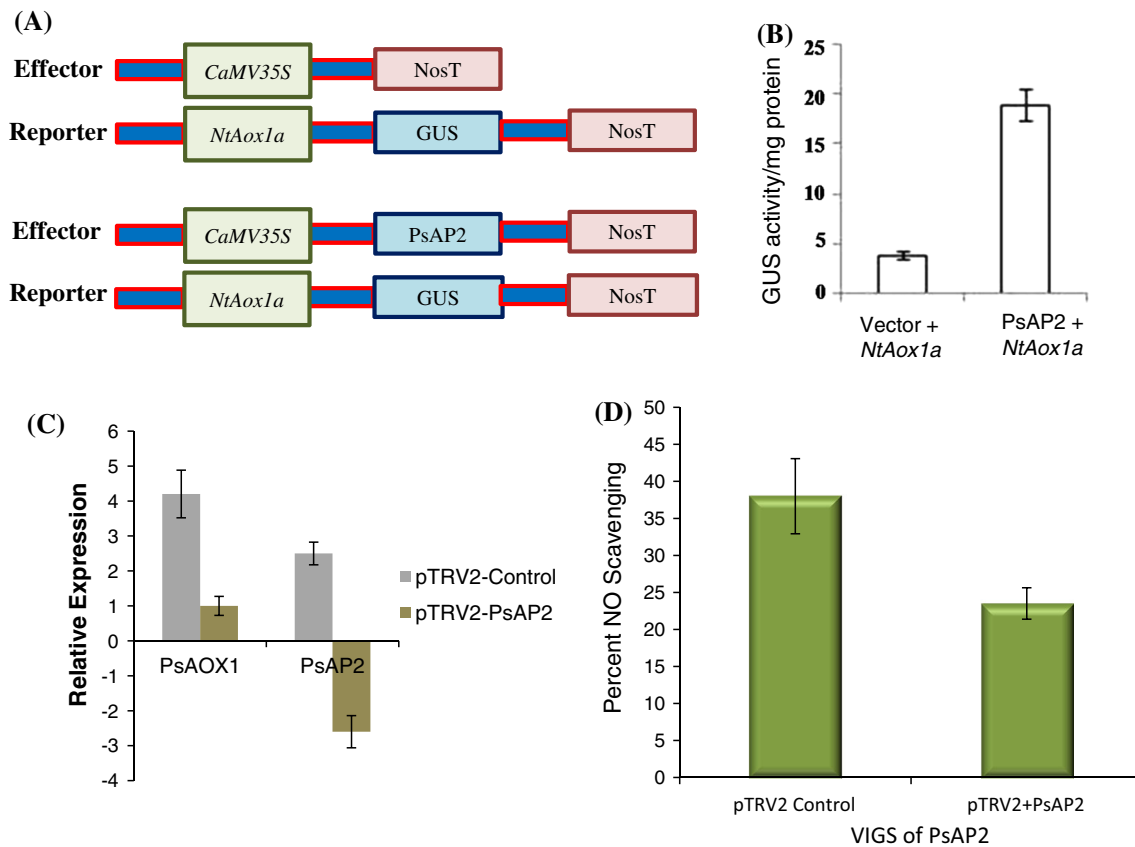 (A)
Effector CaMV35S NosT
Reporter NtAox1a GUS NosT
Effector CaMV35S PsAP2 NosT
Reporter NtAox1a GUS NosT
(B)
GUS activity/mg protein
25
20
15
10
5
0
Vector + NtAox1a
PsAP2 + NtAox1a
(C)
Relative Expression
6
5
4
3
2
1
0
-1
-2
-3
-4
PsAOX1
PsAP2
pTRV2-Control
pTRV2-PsAP2
(D)
Percent NO Scavenging
50
45
40
35
30
25
20
15
10
5
0
pTRV2 Control
pTRV2+PsAP2
VIGS of PsAP2